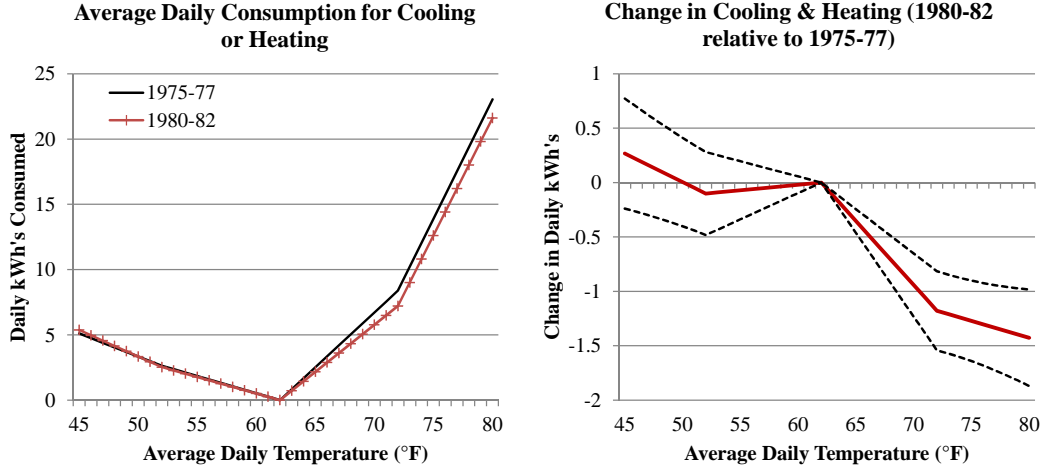 Average Daily Consumption for Cooling
or Heating
25
20
15
10
5
0
45 50 55 60 65 70 75 80
Daily kWh's Consumed
Average Daily Temperature (°F)
1975-77
1980-82
Change in Cooling & Heating (1980-82
relative to 1975-77)
1
0.5
0
-0.5
-1
-1.5
-2
45 50 55 60 65 70 75 80
Change in Daily kWh's
Average Daily Temperature (°F)